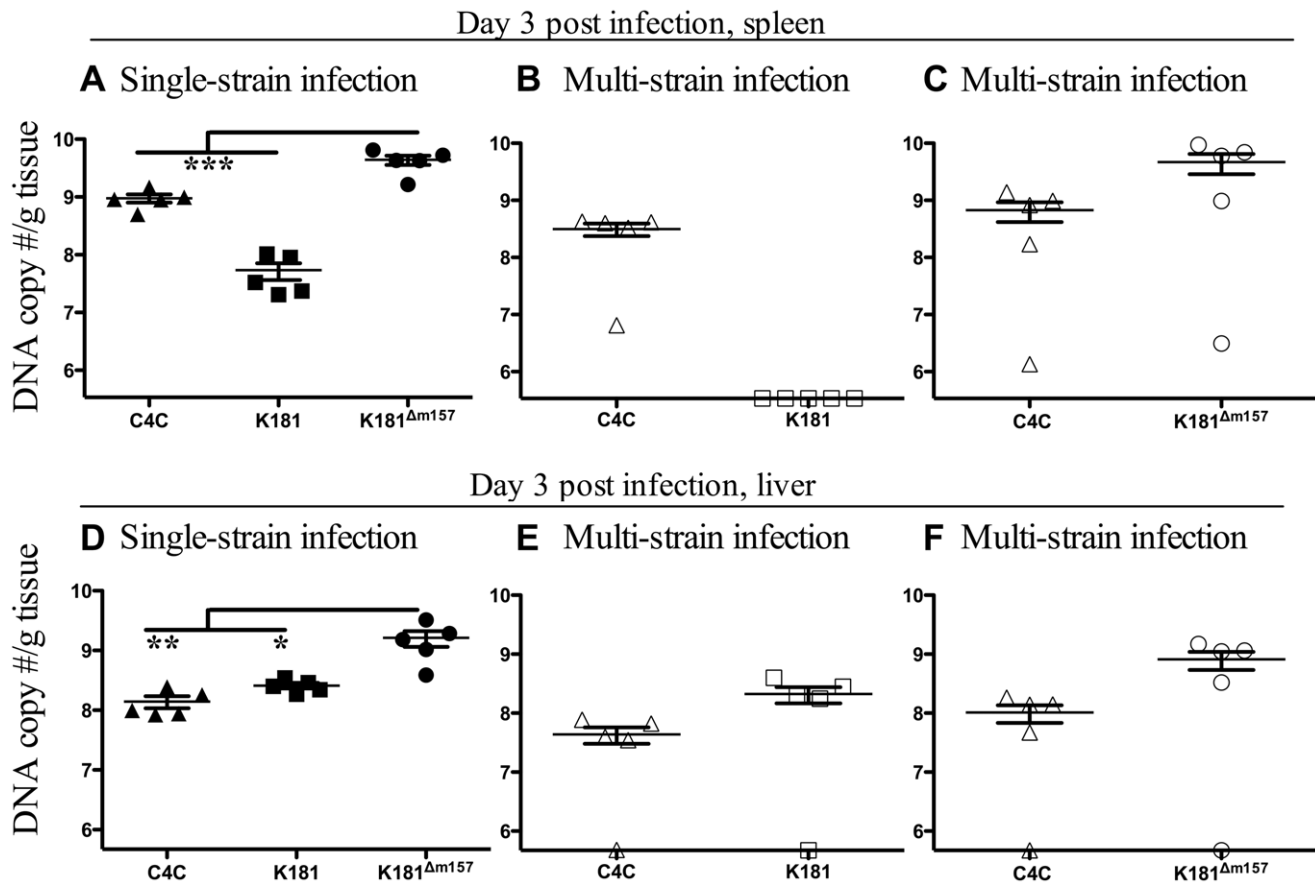 Day 3 post infection, spleen
A Single-strain infection
B Multi-strain infection
C Multi-strain infection
DNA copy #/g tissue
10
9
8
7
6
***
C4C K181 K181Δm157
10
9
8
7
6
C4C K181
10
9
8
7
6
C4C K181Δm157
Day 3 post infection, liver
D Single-strain infection
E Multi-strain infection
F Multi-strain infection
DNA copy #/g tissue
10
9
8
7
6
** *
C4C K181 K181Δm157
10
9
8
7
6
C4C K181
10
9
8
7
6
C4C K181Δm157